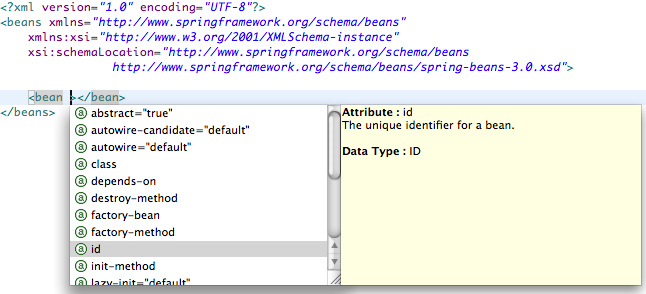 <?xml version="1.0" encoding="UTF-8"?>
<beans xmlns="http://www.springframework.org/schema/beans"
xmlns:xsi="http://www.w3.org/2001/XMLSchema-instance"
xsi:schemaLocation="http://www.springframework.org/schema/beans
http://www.springframework.org/schema/beans/spring-beans-3.0.xsd">
<bean ></bean>
</beans>
abstract="true"
autowire-candidate="default"
autowire="default"
class
depends-on
destroy-method
factory-bean
factory-method
id
init-method
lazy-init="default"
Attribute : id
The unique identifier for a bean.
Data Type : ID